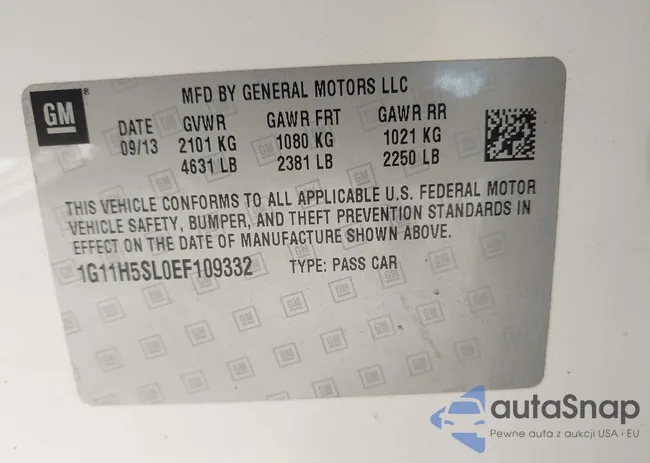 GM
MFD BY GENERAL MOTORS LLC
DATE GVWR GAWR FRT GAWR RR
09/13 2101 KG 1080 KG 1021 KG
4631 LB 2381 LB 2250 LB
THIS VEHICLE CONFORMS TO ALL APPLICABLE U.S. FEDERAL MOTOR
VEHICLE SAFETY, BUMPER, AND THEFT PREVENTION STANDARDS IN
EFFECT ON THE DATE OF MANUFACTURE SHOWN ABOVE.
1G11H5SL0EF109332 TYPE: PASS CAR
autaSnap
Pewne auta z aukcji USA i EU